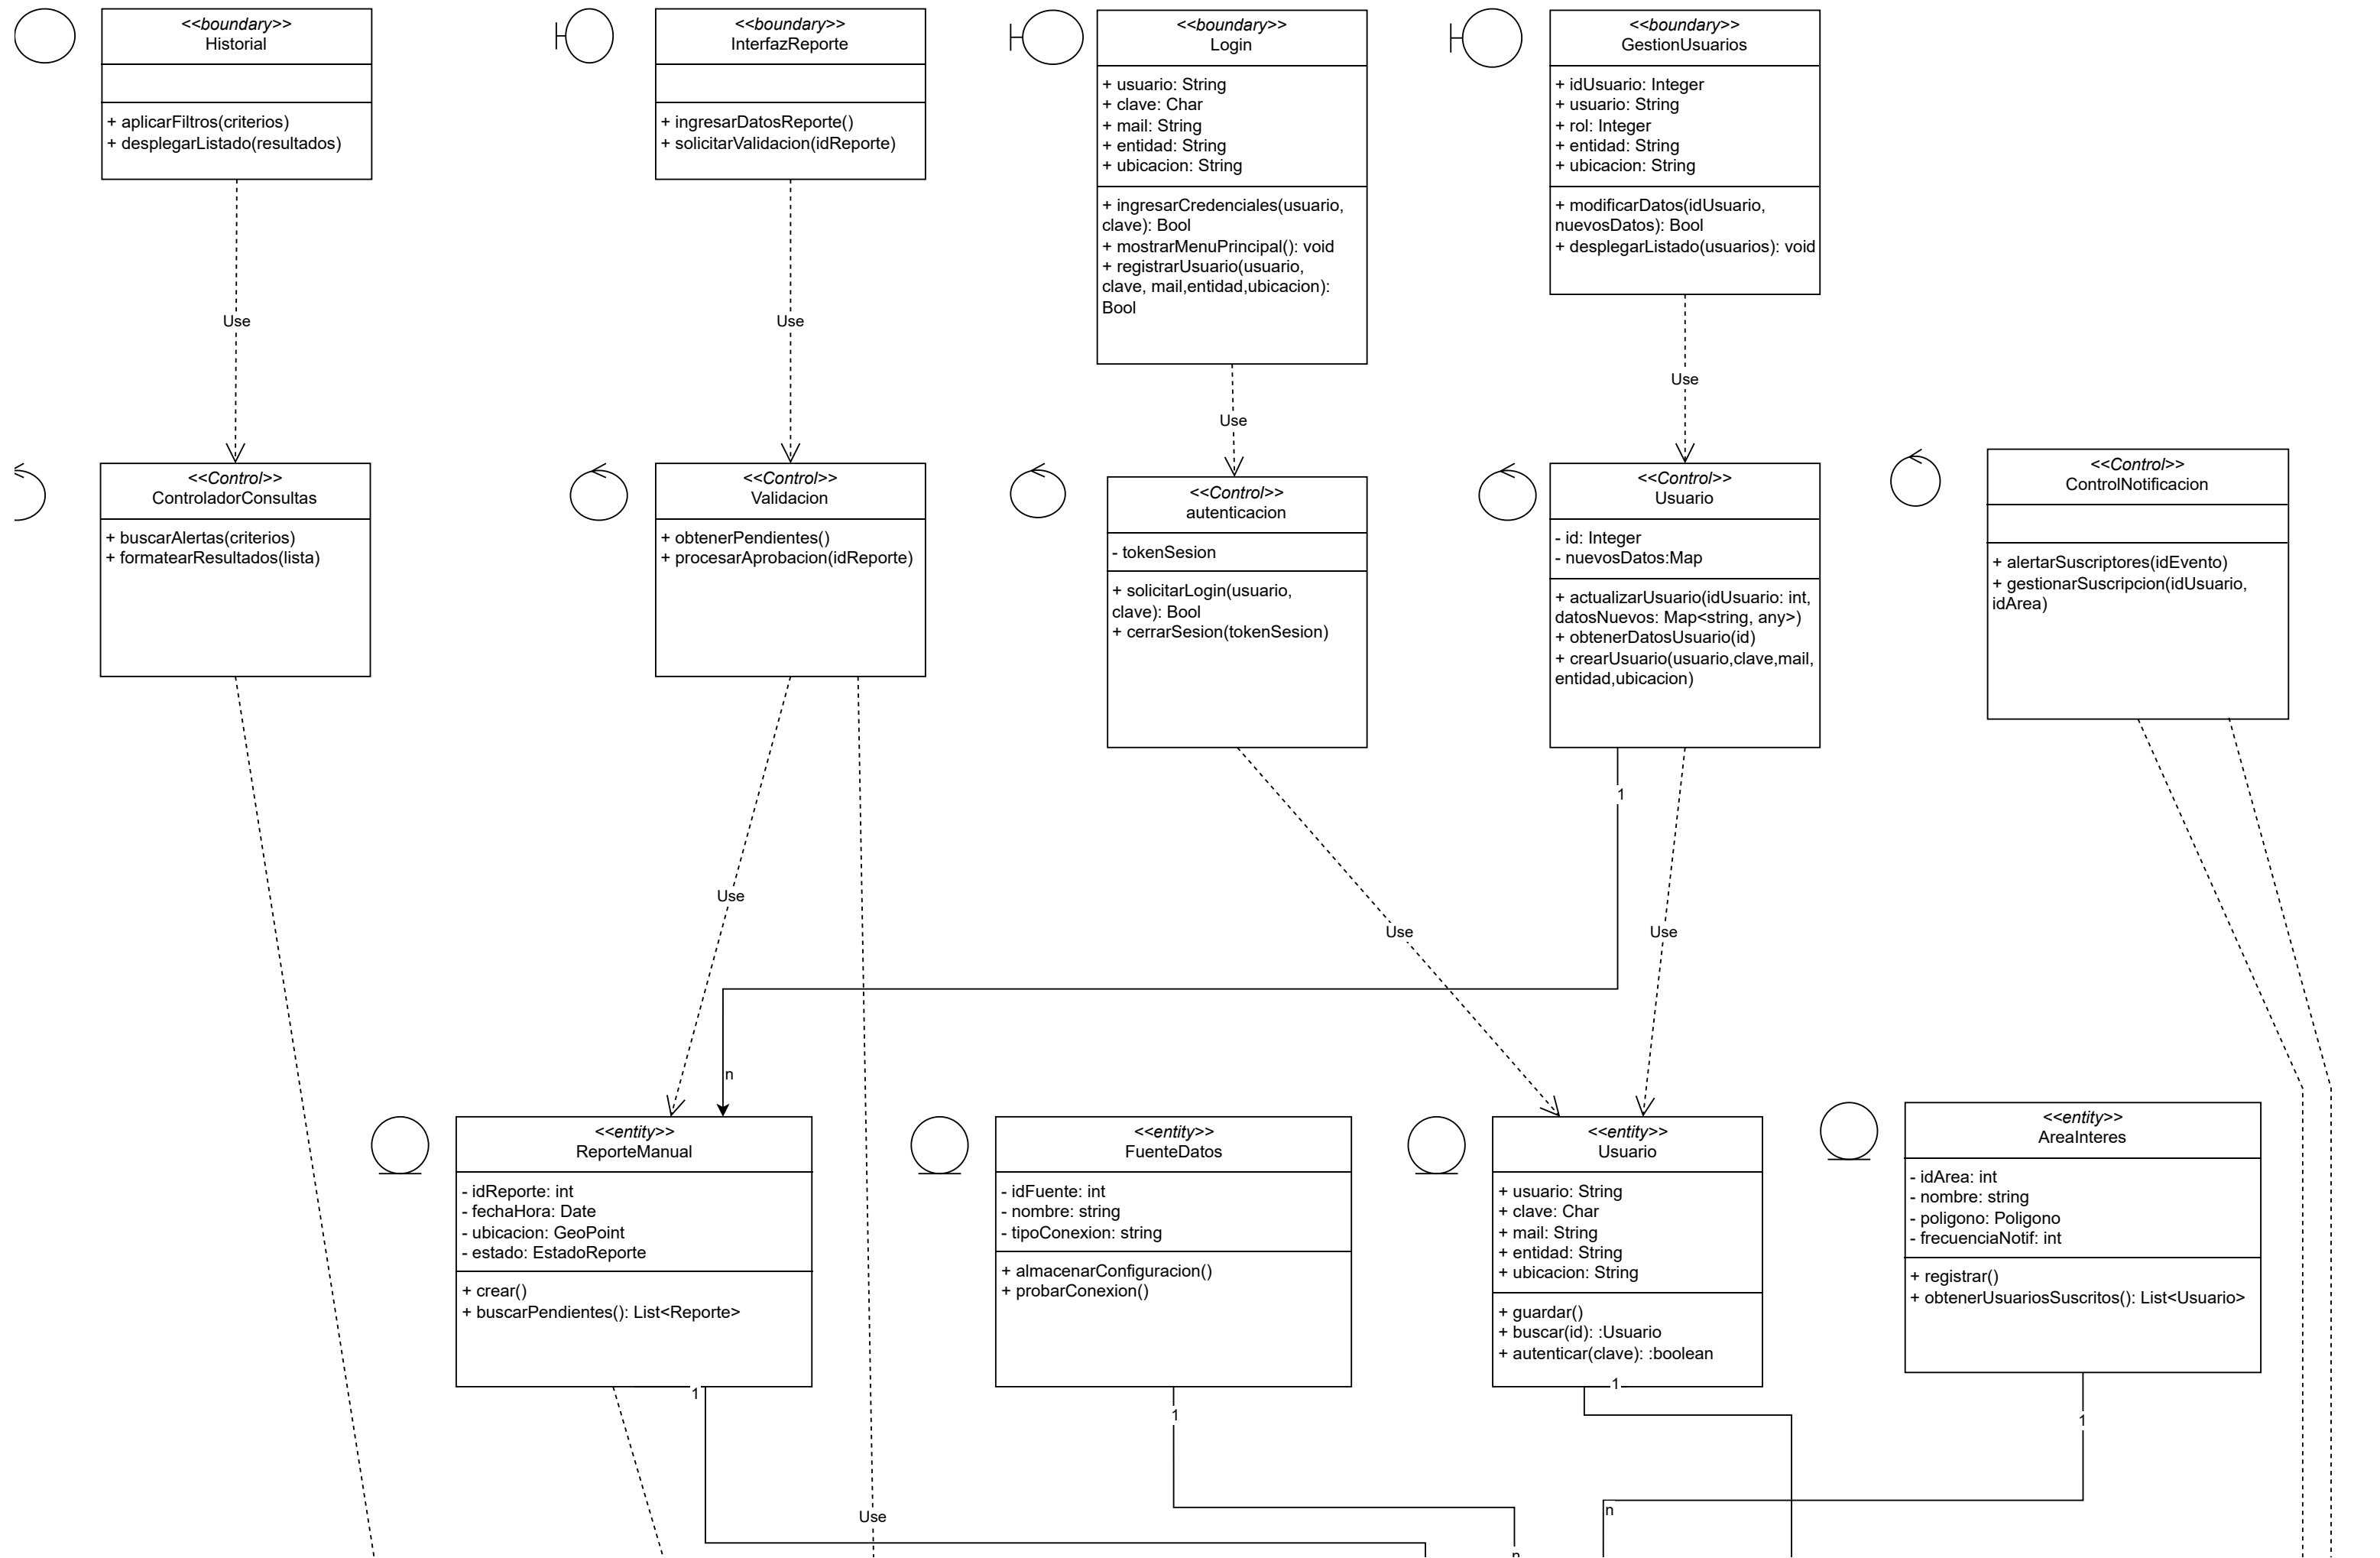 <<boundary>>
Historial
+ aplicarFiltros(criterios)
+ desplegarListado(resultados)
<<boundary>>
InterfazReporte
+ ingresarDatosReporte()
+ solicitarValidacion(idReporte)
<<boundary>>
Login
+ usuario: String
+ clave: Char
+ mail: String
+ entidad: String
+ ubicacion: String
+ ingresarCredenciales(usuario,
clave): Bool
+ mostrarMenuPrincipal(): void
+ registrarUsuario(usuario,
clave, mail,entidad,ubicacion):
Bool
<<boundary>>
GestionUsuarios
+ idUsuario: Integer
+ usuario: String
+ rol: Integer
+ entidad: String
+ ubicacion: String
+ modificarDatos(idUsuario,
nuevosDatos): Bool
+ desplegarListado(usuarios): void
Use
Use
Use
Use
<<Control>>
ControladorConsultas
+ buscarAlertas(criterios)
+ formatearResultados(lista)
<<Control>>
Validacion
+ obtenerPendientes()
+ procesarAprobacion(idReporte)
<<Control>>
autenticacion
- tokenSesion
+ solicitarLogin(usuario,
clave): Bool
+ cerrarSesion(tokenSesion)
<<Control>>
Usuario
- id: Integer
- nuevosDatos:Map
+ actualizarUsuario(idUsuario: int,
datosNuevos: Map<string, any>)
+ obtenerDatosUsuario(id)
+ crearUsuario(usuario,clave,mail,
entidad,ubicacion)
<<Control>>
ControlNotificacion
+ alertarSuscriptores(idEvento)
+ gestionarSuscripcion(idUsuario,
idArea)
1
Use
Use
Use
n
<<entity>>
ReporteManual
- idReporte: int
- fechaHora: Date
- ubicacion: GeoPoint
- estado: EstadoReporte
+ crear()
+ buscarPendientes(): List<Reporte>
<<entity>>
FuenteDatos
- idFuente: int
- nombre: string
- tipoConexion: string
+ almacenarConfiguracion()
+ probarConexion()
<<entity>>
Usuario
+ usuario: String
+ clave: Char
+ mail: String
+ entidad: String
+ ubicacion: String
+ guardar()
+ buscar(id): :Usuario
+ autenticar(clave): :boolean
<<entity>>
AreaInteres
- idArea: int
- nombre: string
- poligono: Poligono
- frecuenciaNotif: int
+ registrar()
+ obtenerUsuariosSuscritos(): List<Usuario>
1
1
1
1
Use
n
n